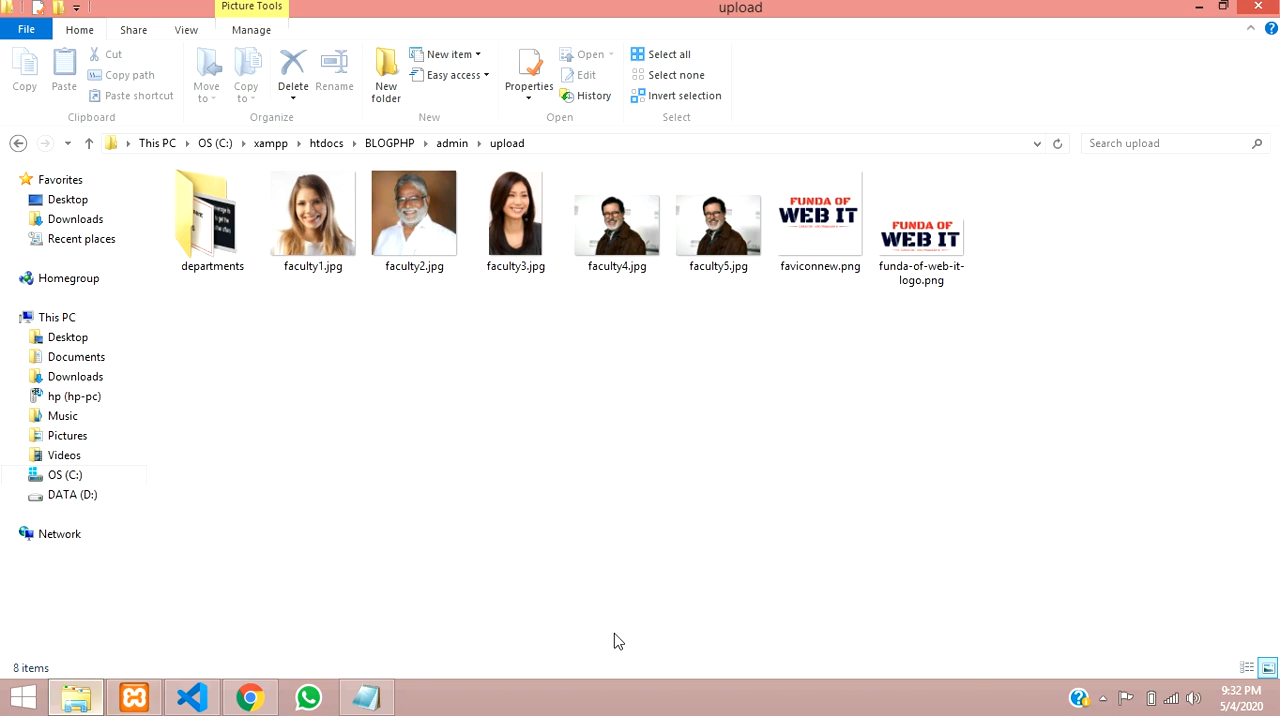 Picture Tools
upload
File
Home
Share
View
Manage
Copy
Paste
Cut
Copy path
Paste shortcut
Clipboard
Move to
Copy to
Delete
Rename
Organize
New folder
New item
Easy access
New
Properties
Open
Edit
History
Open
Select all
Select none
Invert selection
Select
This PC
OS (C:)
xampp
htdocs
BLOGPHP
admin
upload
Search upload
Favorites
Desktop
Downloads
Recent places
Homegroup
This PC
Desktop
Documents
Downloads
hp (hp-pc)
Music
Pictures
Videos
OS (C:)
DATA (D:)
Network
FUNDA OF
WEB IT
FUNDA OF
WEB IT
departments
faculty1.jpg
faculty2.jpg
faculty3.jpg
faculty4.jpg
faculty5.jpg
faviconnew.png
funda-of-web-it-
logo.png
8 items
9:32 PM
5/4/2020